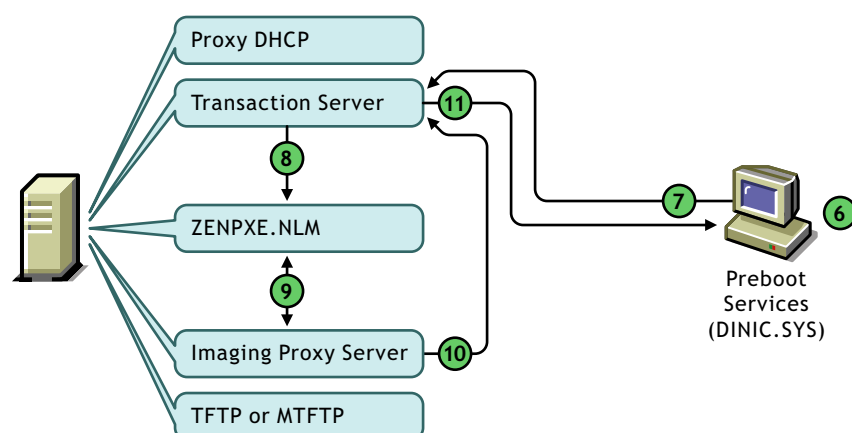 Proxy DHCP
Transaction Server
11
8
7
6
ZENPXE.NLM
9
Preboot
Services
(DINIC.SYS)
Imaging Proxy Server
10
TFTP or MTFTP